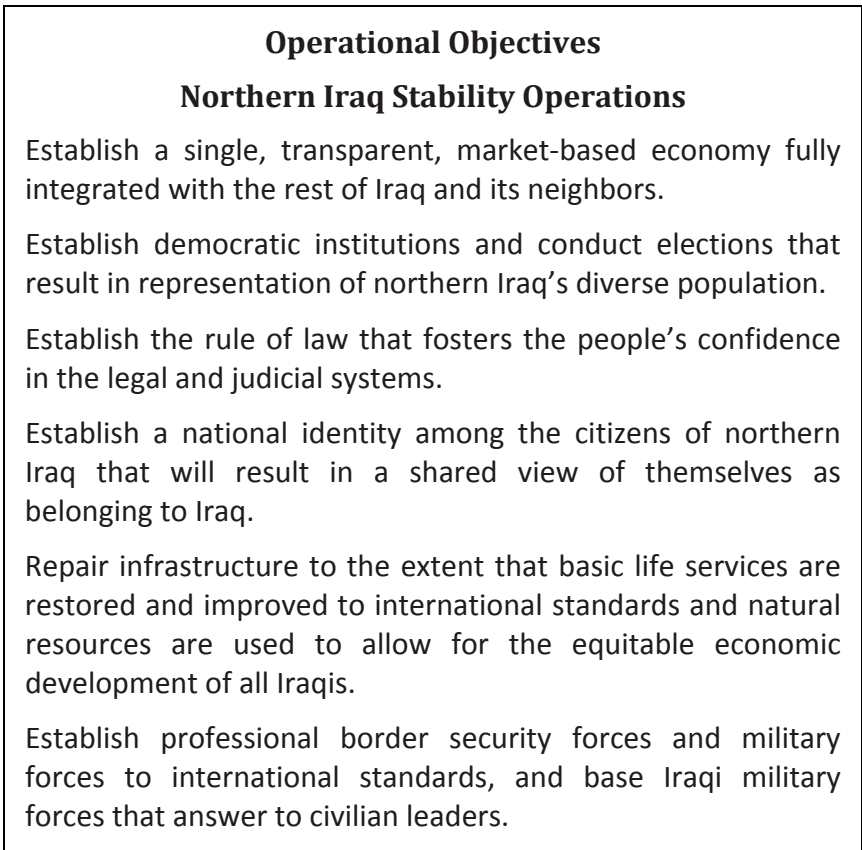 Operational Objectives
Northern Iraq Stability Operations
Establish a single, transparent, market-based economy fully
integrated with the rest of Iraq and its neighbors.
Establish democratic institutions and conduct elections that
result in representation of northern Iraq’s diverse population.
Establish the rule of law that fosters the people’s confidence
in the legal and judicial systems.
Establish a national identity among the citizens of northern
Iraq that will result in a shared view of themselves as
belonging to Iraq.
Repair infrastructure to the extent that basic life services are
restored and improved to international standards and natural
resources are used to allow for the equitable economic
development of all Iraqis.
Establish professional border security forces and military
forces to international standards, and base Iraqi military
forces that answer to civilian leaders.